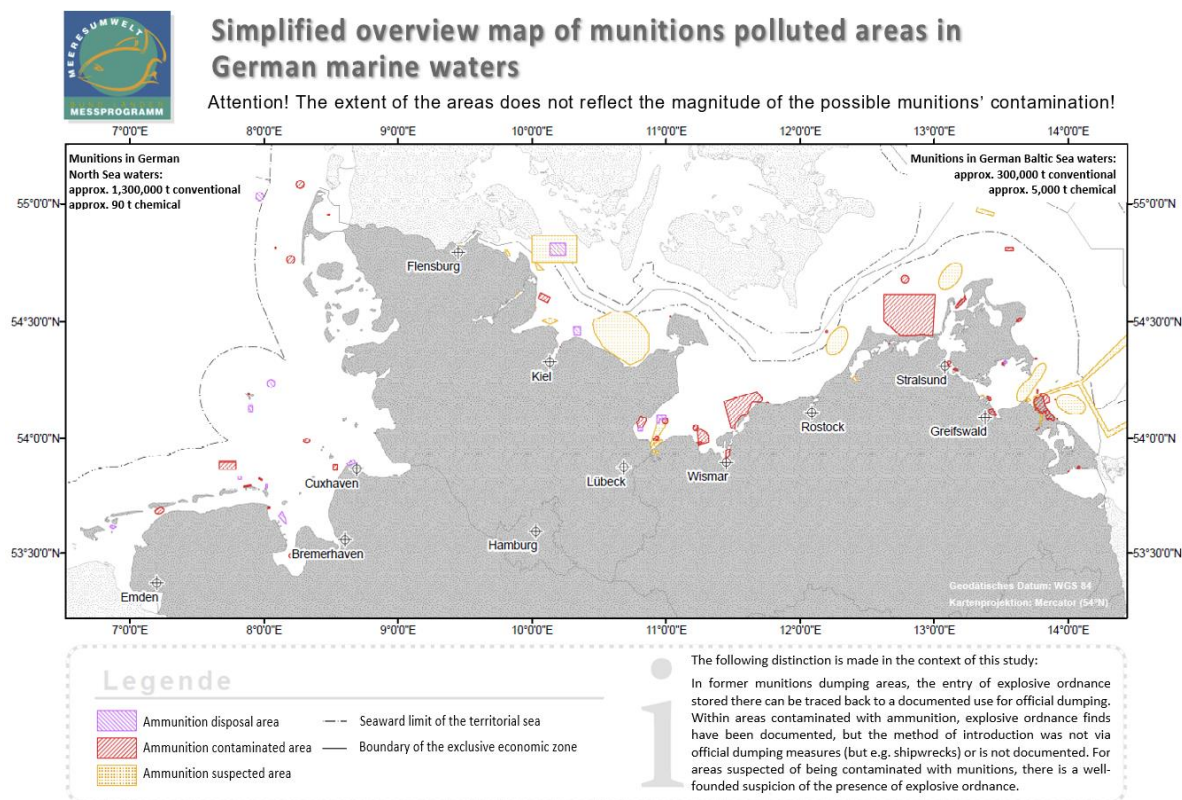 MEERESUMWELT
BUND LÄNDER
MESSPROGRAMM
Simplified overview map of munitions polluted areas in
German marine waters
Attention! The extent of the areas does not reflect the magnitude of the possible munitions' contamination!
7°0'0"E 8°0'0"E 9°0'0"E 10°0'0"E 11°0'0"E 12°0'0"E 13°0'0"E 14°0'0"E
Munitions in German
North Sea waters:
approx. 1,300,000 t conventional
approx. 90 t chemical
Munitions in German Baltic Sea waters:
approx. 300,000 t conventional
approx. 5,000 t chemical
55°0'0"N 55°0'0"N
Flensburg
54°30'0"N 54°30'0"N
Kiel
Stralsund
Rostock
Greifswald
54°0'0"N 54°0'0"N
Cuxhaven
Lübeck
Wismar
Hamburg
Bremerhaven
53°30'0"N 53°30'0"N
Emden
Geodätisches Datum: WGS 84
Kartenprojektion: Mercator (54°N)
7°0'0"E 8°0'0"E 9°0'0"E 10°0'0"E 11°0'0"E 12°0'0"E 13°0'0"E 14°0'0"E
Legende
Ammunition disposal area
Ammunition contaminated area
Ammunition suspected area
Seaward limit of the territorial sea
Boundary of the exclusive economic zone
i
The following distinction is made in the context of this study:
In former munitions dumping areas, the entry of explosive ordnance
stored there can be traced back to a documented use for official dumping.
Within areas contaminated with ammunition, explosive ordnance finds
have been documented, but the method of introduction was not via
official dumping measures (but e.g. shipwrecks) or is not documented. For
areas suspected of being contaminated with munitions, there is a well-
founded suspicion of the presence of explosive ordnance.